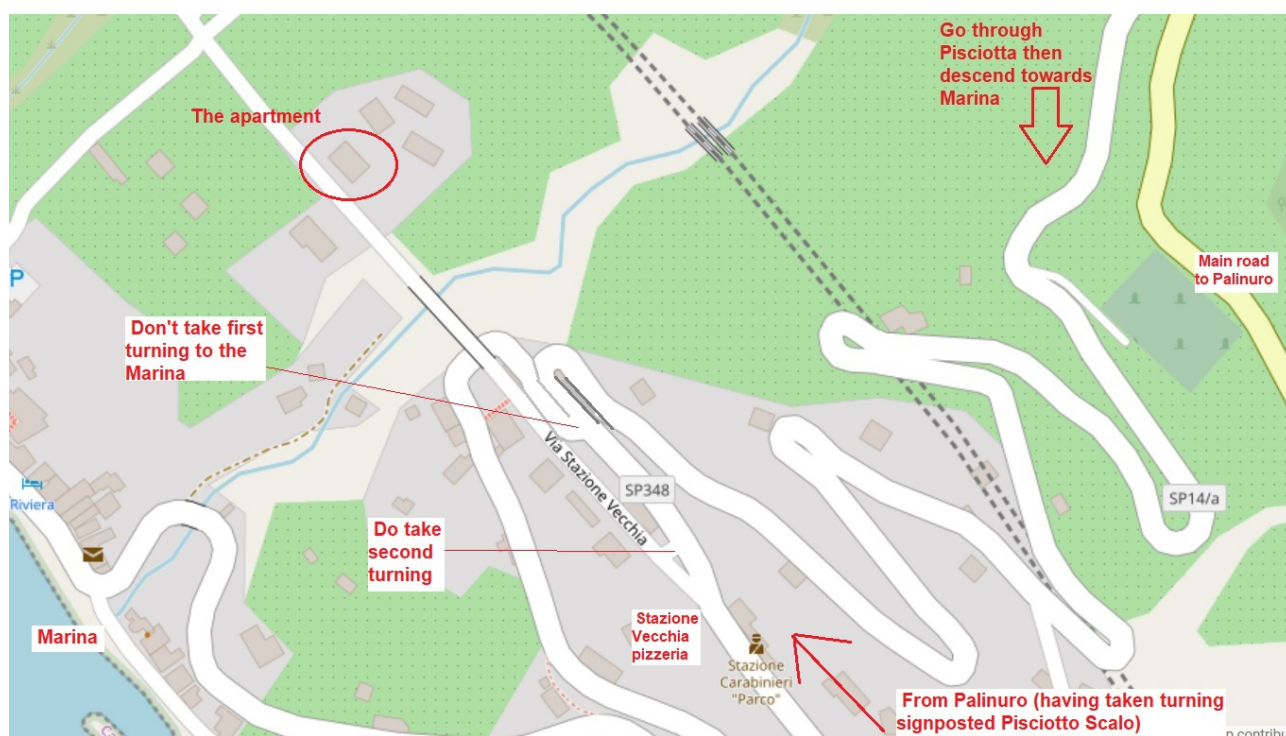 Go through
Pisciotta then
descend towards
Marina
The apartment
Main road
to Palinuro
P
Don't take first
turning to the
Marina
Via Stazione Vecchia
SP348
SP14/a
Riviera
Do take
second
turning
Marina
Stazione
Vecchia
pizzeria
Stazione
Carabinieri
"Parco"
From Palinuro (having taken turning
signposted Pisciotto Scalo)